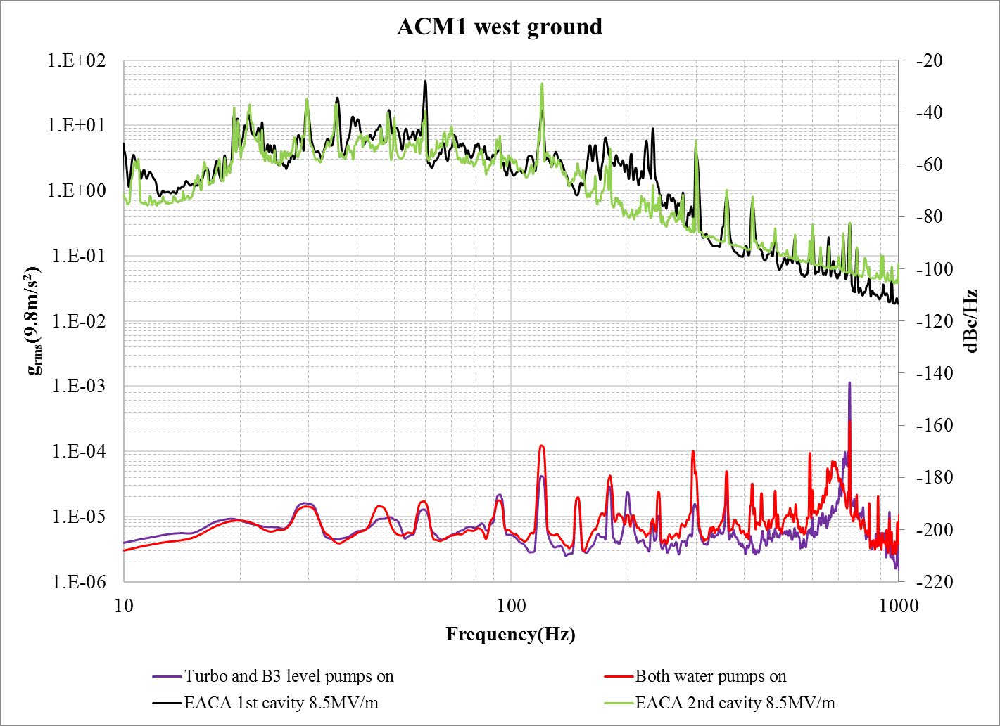 ACM1 west ground
1.E+02
1.E+01
1.E+00
1.E-01
1.E-02
1.E-03
1.E-04
1.E-05
1.E-06
g_rms(9.8m/s²)
-20
-40
-60
-80
-100
-120
-140
-160
-180
-200
-220
dBc/Hz
10 100 1000
Frequency(Hz)
Turbo and B3 level pumps on Both water pumps on
EACA 1st cavity 8.5MV/m EACA 2nd cavity 8.5MV/m